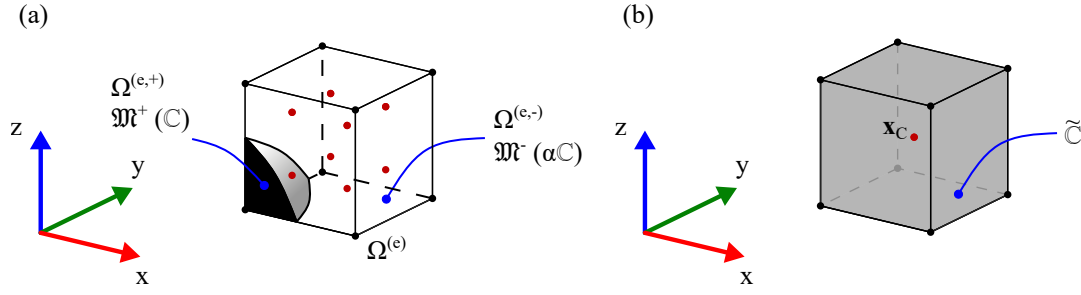 (a)
Ω(e,+)
𝔐+ (ℂ)
Ω(e,-)
𝔐- (αℂ)
Ω(e)
z
y
x
(b)
x_C
ℂ̃
z
y
x